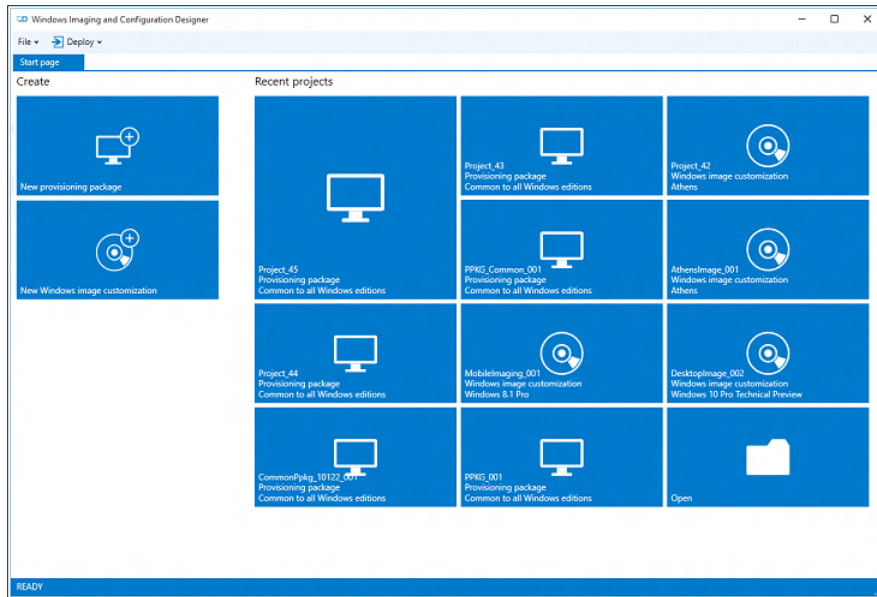 Windows Imaging and Configuration Designer
File
Deploy
Start page
Create
Recent projects
New provisioning package
New Windows image customization
Project_45
Provisioning package
Common to all Windows editions
Project_43
Provisioning package
Common to all Windows editions
Project_42
Windows image customization
Athens
PPKG_Common_001
Provisioning package
Common to all Windows editions
AthensImage_001
Windows image customization
Athens
Project_44
Provisioning package
Common to all Windows editions
MobileImaging_001
Windows image customization
Windows 8.1 Pro
DesktopImage_002
Windows image customization
Windows 10 Pro Technical Preview
CommonPpkg_10122_001
Provisioning package
Common to all Windows editions
PPKG_001
Provisioning package
Common to all Windows editions
Open
READY